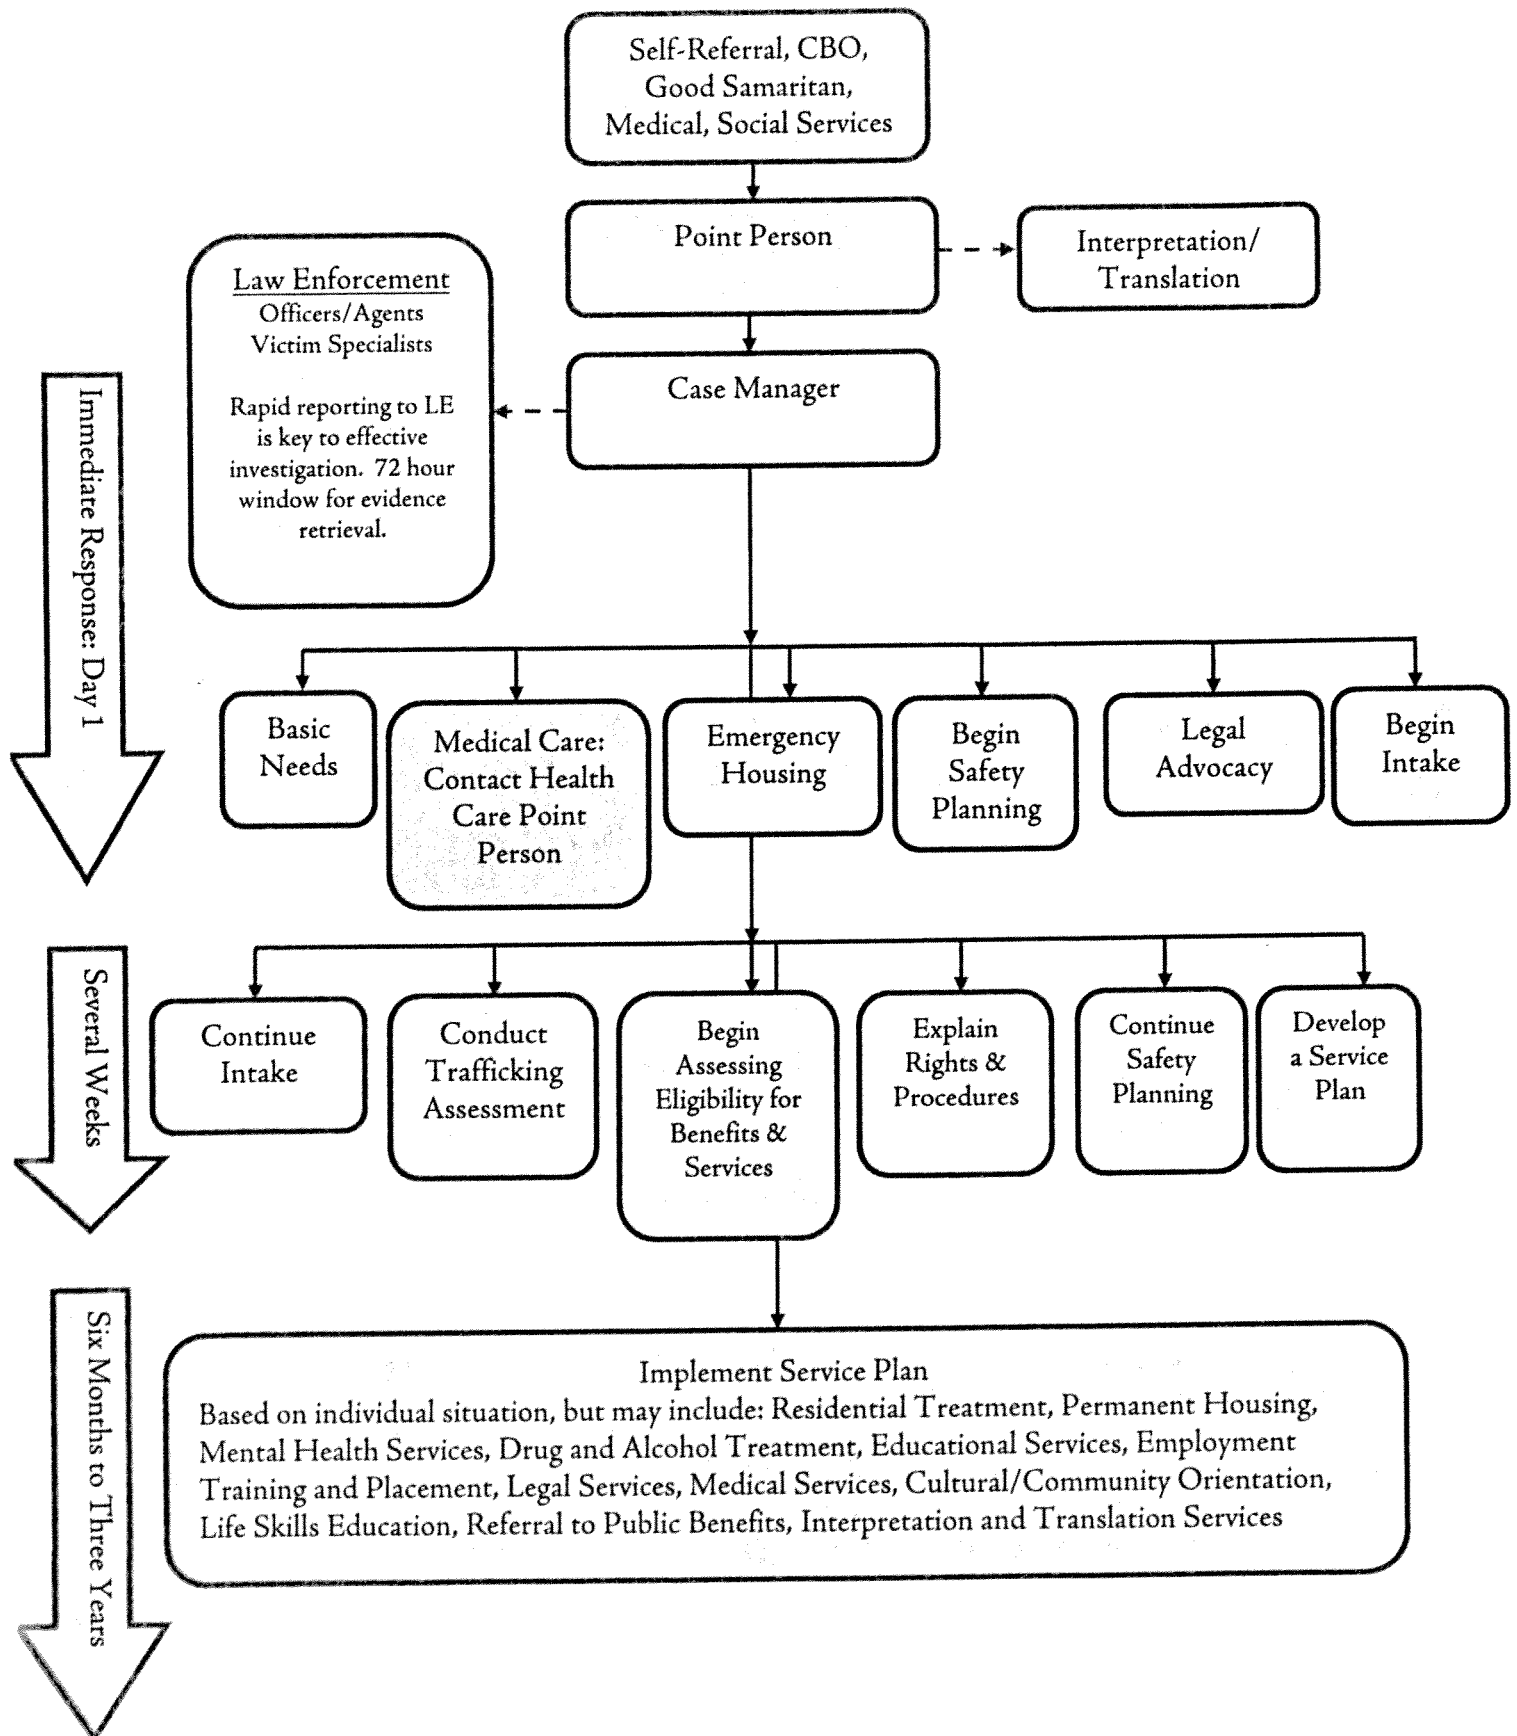 Self-Referral, CBO,
Good Samaritan,
Medical, Social Services
Point Person
Interpretation/
Translation
Law Enforcement
Officers/Agents
Victim Specialists
Rapid reporting to LE
is key to effective
investigation. 72 hour
window for evidence
retrieval.
Case Manager
Immediate Response: Day 1
Basic
Needs
Medical Care:
Contact Health
Care Point
Person
Emergency
Housing
Begin
Safety
Planning
Legal
Advocacy
Begin
Intake
Several Weeks
Continue
Intake
Conduct
Trafficking
Assessment
Begin
Assessing
Eligibility for
Benefits &
Services
Explain
Rights &
Procedures
Continue
Safety
Planning
Develop
a Service
Plan
Six Months to Three Years
Implement Service Plan
Based on individual situation, but may include: Residential Treatment, Permanent Housing,
Mental Health Services, Drug and Alcohol Treatment, Educational Services, Employment
Training and Placement, Legal Services, Medical Services, Cultural/Community Orientation,
Life Skills Education, Referral to Public Benefits, Interpretation and Translation Services